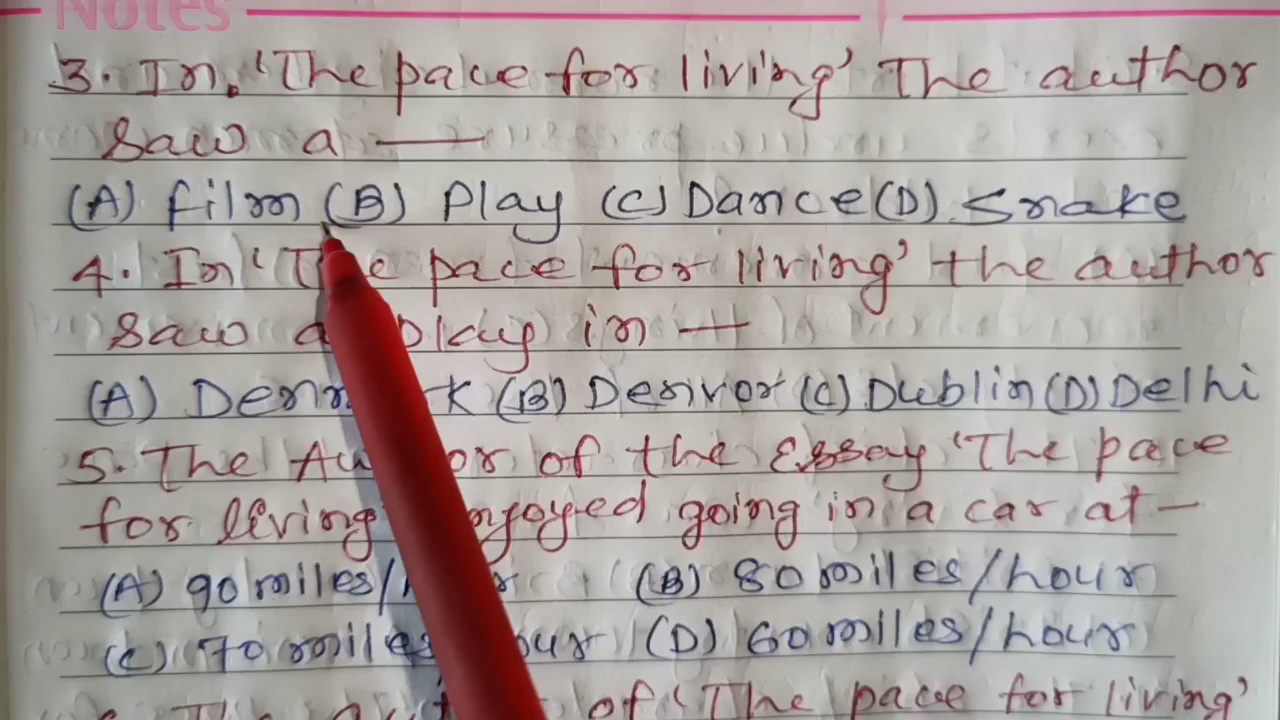 Notes
3. In 'The pace for living' The author
Saw a —
(A) film (B) Play (C) Dance (D) Snake
4. In 'The pace for living' the author
Saw a play in —
(A) Denmark (B) Denvor (C) Dublin (D) Delhi
5. The Author of the Essay 'The pace
for living' enjoyed going in a car at —
(A) 90 miles/hour (B) 80 miles/hour
(C) 70 miles/hour (D) 60 miles/hour
The of 'The pace for living'